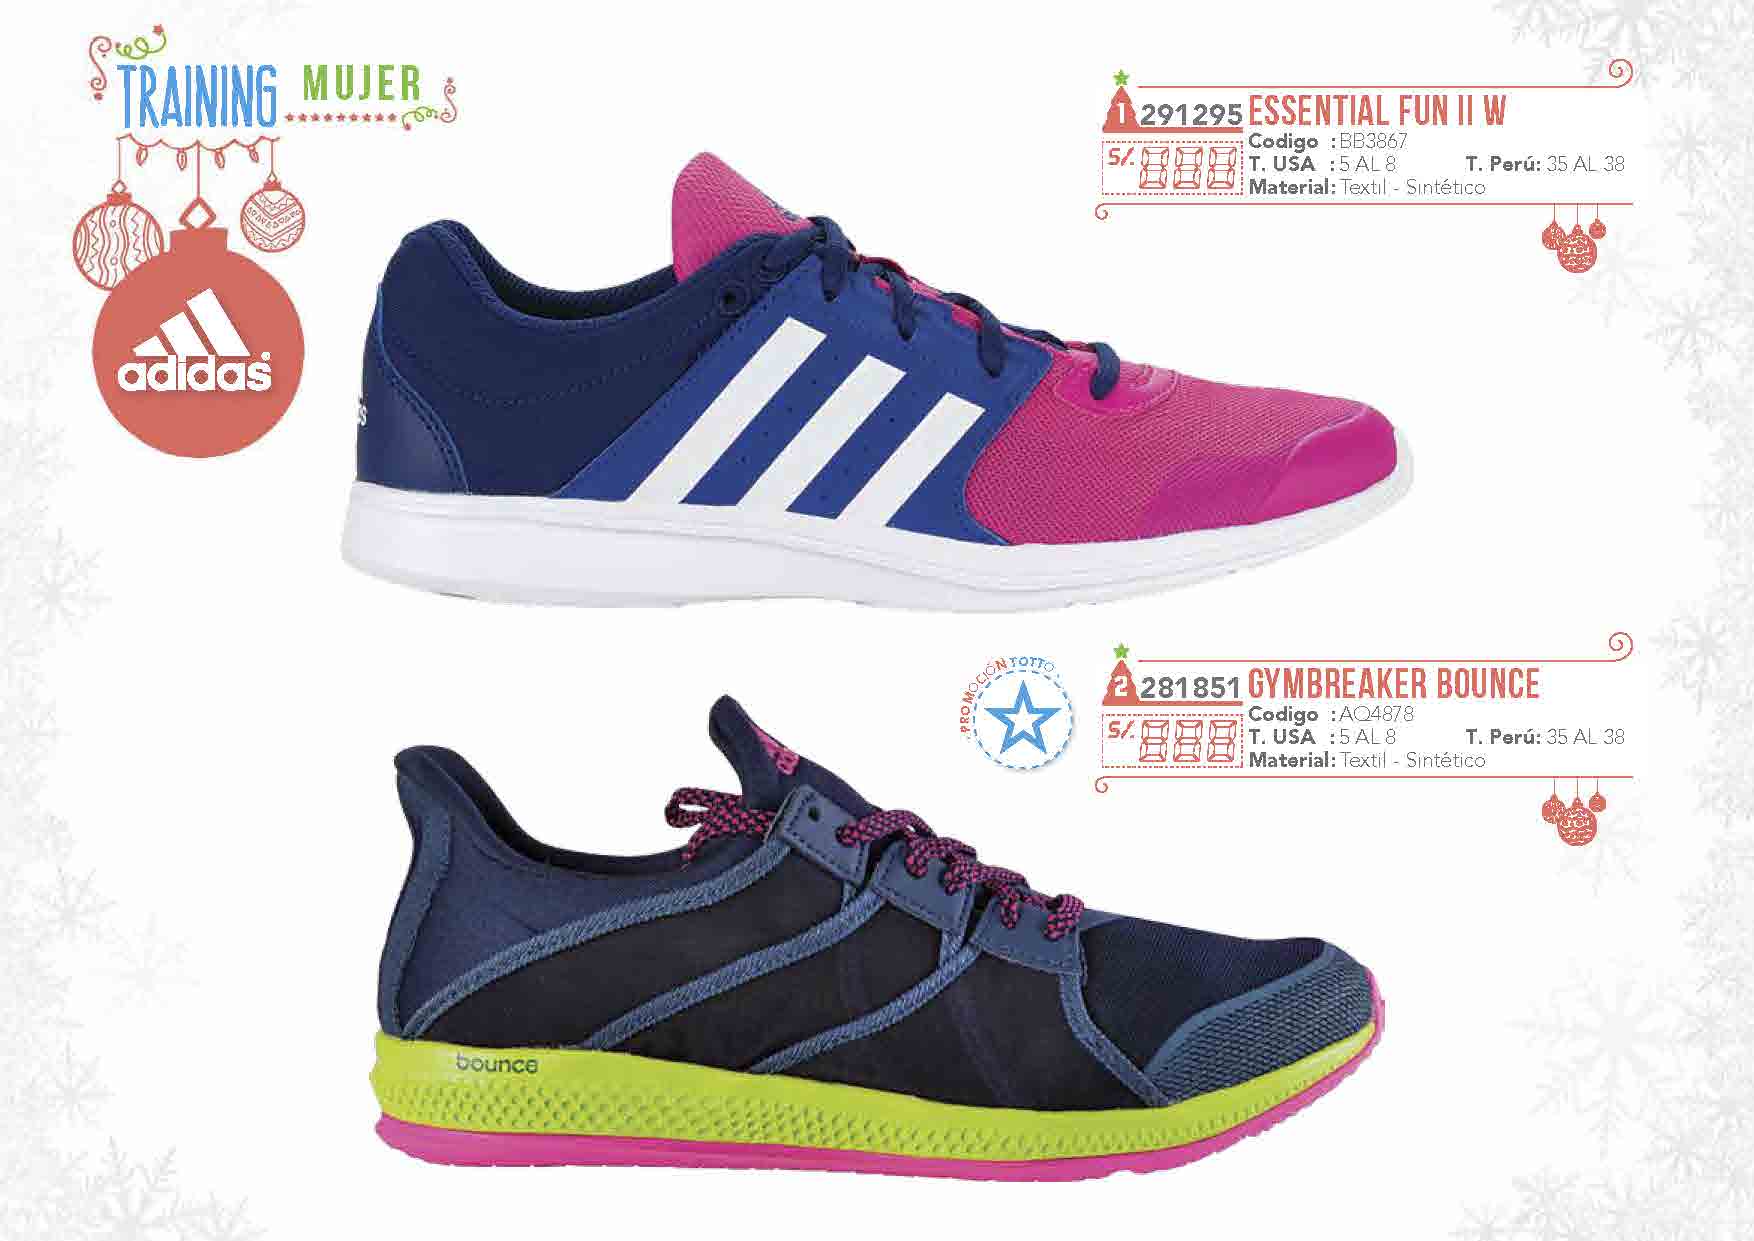 TRAINING MUJER
adidas
1 291295 ESSENTIAL FUN II W
S/.
Codigo : BB3867
T. USA : 5 AL 8 T. Perú: 35 AL 38
Material: Textil - Sintético
PROMOCIÓN TOTTO
2 281851 GYMBREAKER BOUNCE
S/.
Codigo : AQ4878
T. USA : 5 AL 8 T. Perú: 35 AL 38
Material: Textil - Sintético
bounce